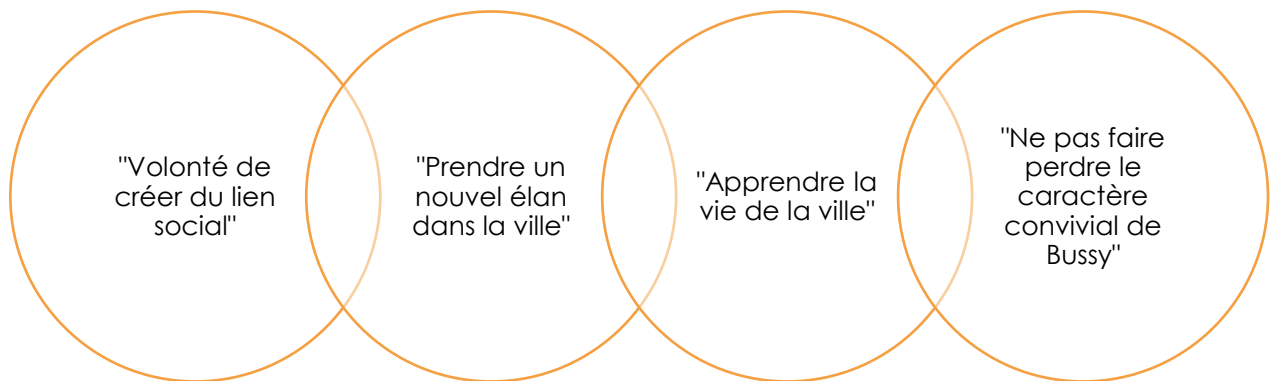 "Volonté de
créer du lien
social"
"Prendre un
nouvel élan
dans la ville"
"Apprendre la
vie de la ville"
"Ne pas faire
perdre le
caractère
convivial de
Bussy"